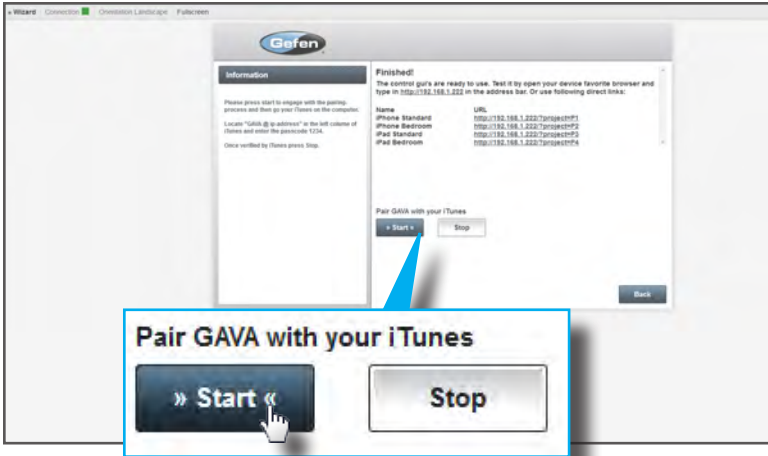 » Wizard Connection Orientation Landscape Fullscreen
Gefen
Information
Please press start to engage with the pairing-
process and then go your iTunes on the computer.
Locate "GAVA @ ip-address" in the left column of
iTunes and enter the passcode 1234.
Once verified by iTunes press Stop.
Finished!
The control gui's are ready to use. Test it by open your device favorite browser and
type in http://192.168.1.222 in the address bar. Or use following direct links:
Name URL
iPhone Standard http://192.168.1.222/?project=P1
iPhone Bedroom http://192.168.1.222/?project=P2
iPad Standard http://192.168.1.222/?project=P3
iPad Bedroom http://192.168.1.222/?project=P4
Pair GAVA with your iTunes
» Start « Stop
Back
Pair GAVA with your iTunes
» Start « Stop